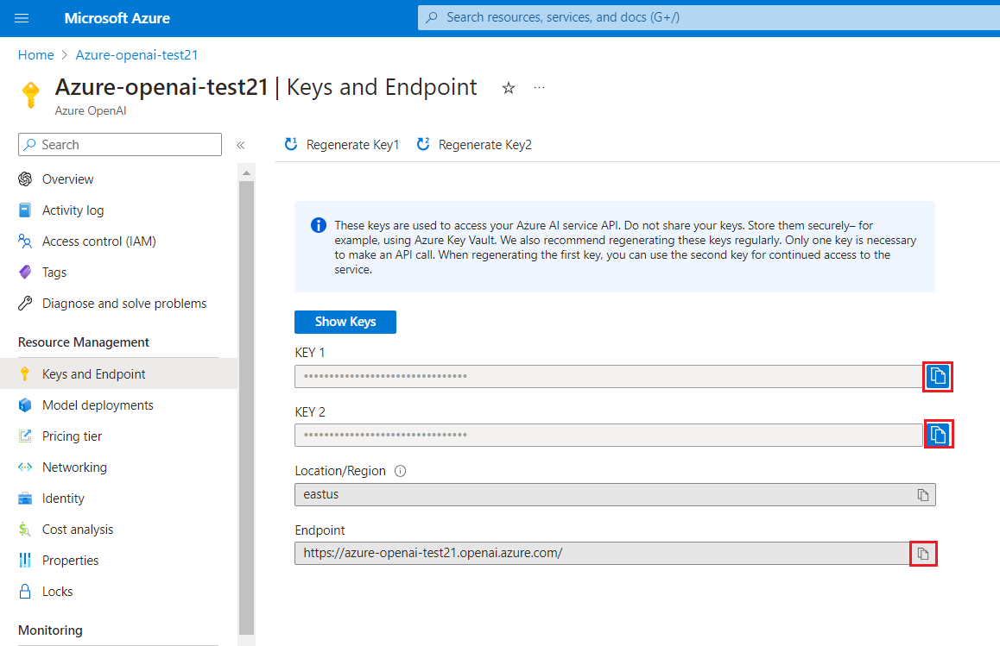 Microsoft Azure
Search resources, services, and docs (G+/)
Home > Azure-openai-test21
Azure-openai-test21 | Keys and Endpoint
Azure OpenAI
Search
Regenerate Key1
Regenerate Key2
Overview
Activity log
Access control (IAM)
Tags
Diagnose and solve problems
Resource Management
Keys and Endpoint
Model deployments
Pricing tier
Networking
Identity
Cost analysis
Properties
Locks
Monitoring
These keys are used to access your Azure AI service API. Do not share your keys. Store them securely– for
example, using Azure Key Vault. We also recommend regenerating these keys regularly. Only one key is necessary
to make an API call. When regenerating the first key, you can use the second key for continued access to the
service.
Show Keys
KEY 1
••••••••••••••••••••••••••••••••
KEY 2
••••••••••••••••••••••••••••••••
Location/Region
eastus
Endpoint
https://azure-openai-test21.openai.azure.com/